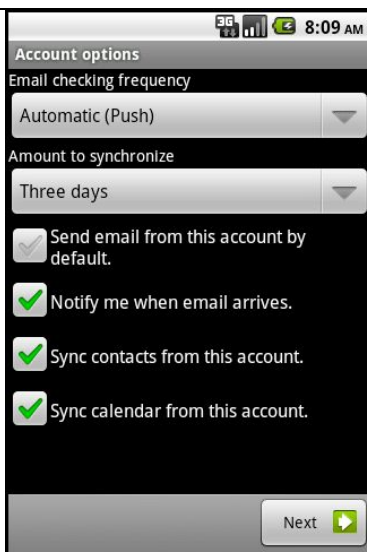 3G 8:09 AM
Account options
Email checking frequency
Automatic (Push)
Amount to synchronize
Three days
Send email from this account by
default.
Notify me when email arrives.
Sync contacts from this account.
Sync calendar from this account.
Next